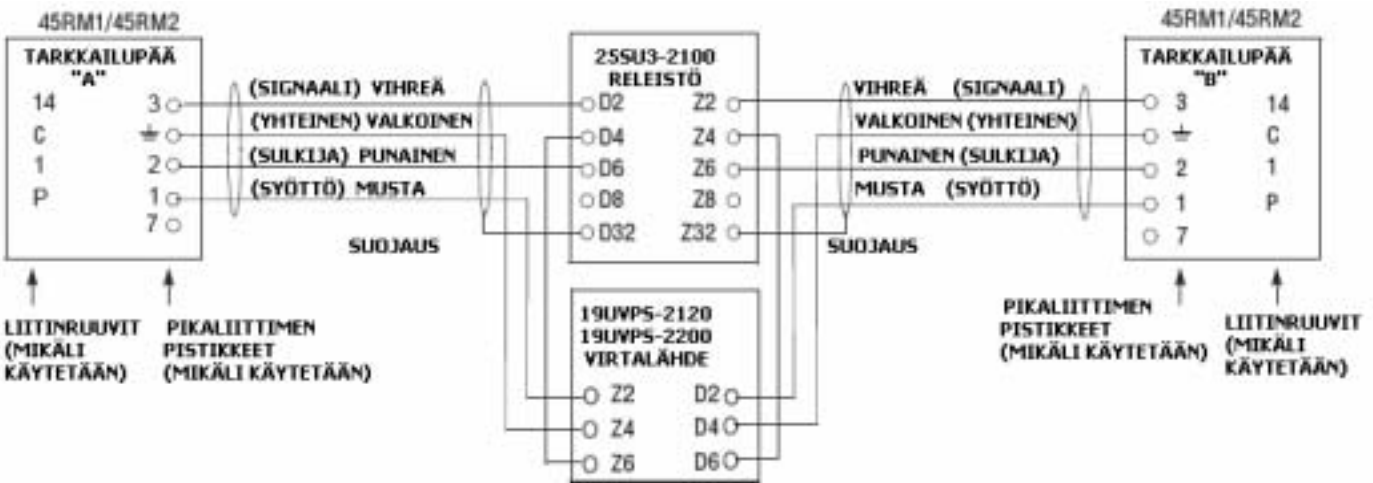 45RM1/45RM2
TARKKAILUPÄÄ
"A"
14 3
C
1 2
P 1
7
(SIGNAALI) VIHREÄ
(YHTEINEN) VALKOINEN
(SULKIJA) PUNAINEN
(SYÖTTÖ) MUSTA
SUOJAUS
LIITINRUUVIT
(MIKÄLI
KÄYTETÄÄN)
PIKALIITTIMEN
PISTIKKEET
(MIKÄLI KÄYTETÄÄN)
25SU3-2100
RELEISTÖ
D2 Z2
D4 Z4
D6 Z6
D8 Z8
D32 Z32
19UVPS-2120
19UVPS-2200
VIRTALÄHDE
Z2 D2
Z4 D4
Z6 D6
VIHREÄ (SIGNAALI)
VALKOINEN (YHTEINEN)
PUNAINEN (SULKIJA)
MUSTA (SYÖTTÖ)
SUOJAUS
45RM1/45RM2
TARKKAILUPÄÄ
"B"
3 14
C
2 1
1 P
7
PIKALIITTIMEN
PISTIKKEET
(MIKÄLI KÄYTETÄÄN)
LIITINRUUVIT
(MIKÄLI
KÄYTETÄÄN)